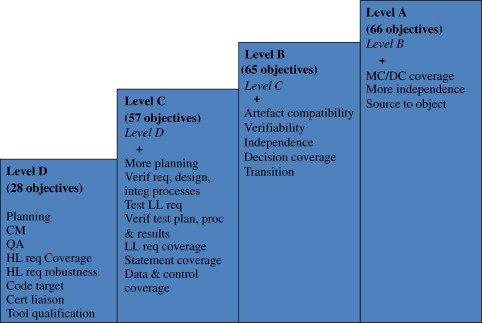 Level D
(28 objectives)
Planning
CM
QA
HL req Coverage
HL req robustness
Code target
Cert liaison
Tool qualification
Level C
(57 objectives)
Level D
+
More planning
Verif req, design,
integ processes
Test LL req
Verif test plan, proc
& results
LL req coverage
Statement coverage
Data & control
coverage
Level B
(65 objectives)
Level C
+
Artefact compatibility
Verifiability
Independence
Decision coverage
Transition
Level A
(66 objectives)
Level B
+
MC/DC coverage
More independence
Source to object